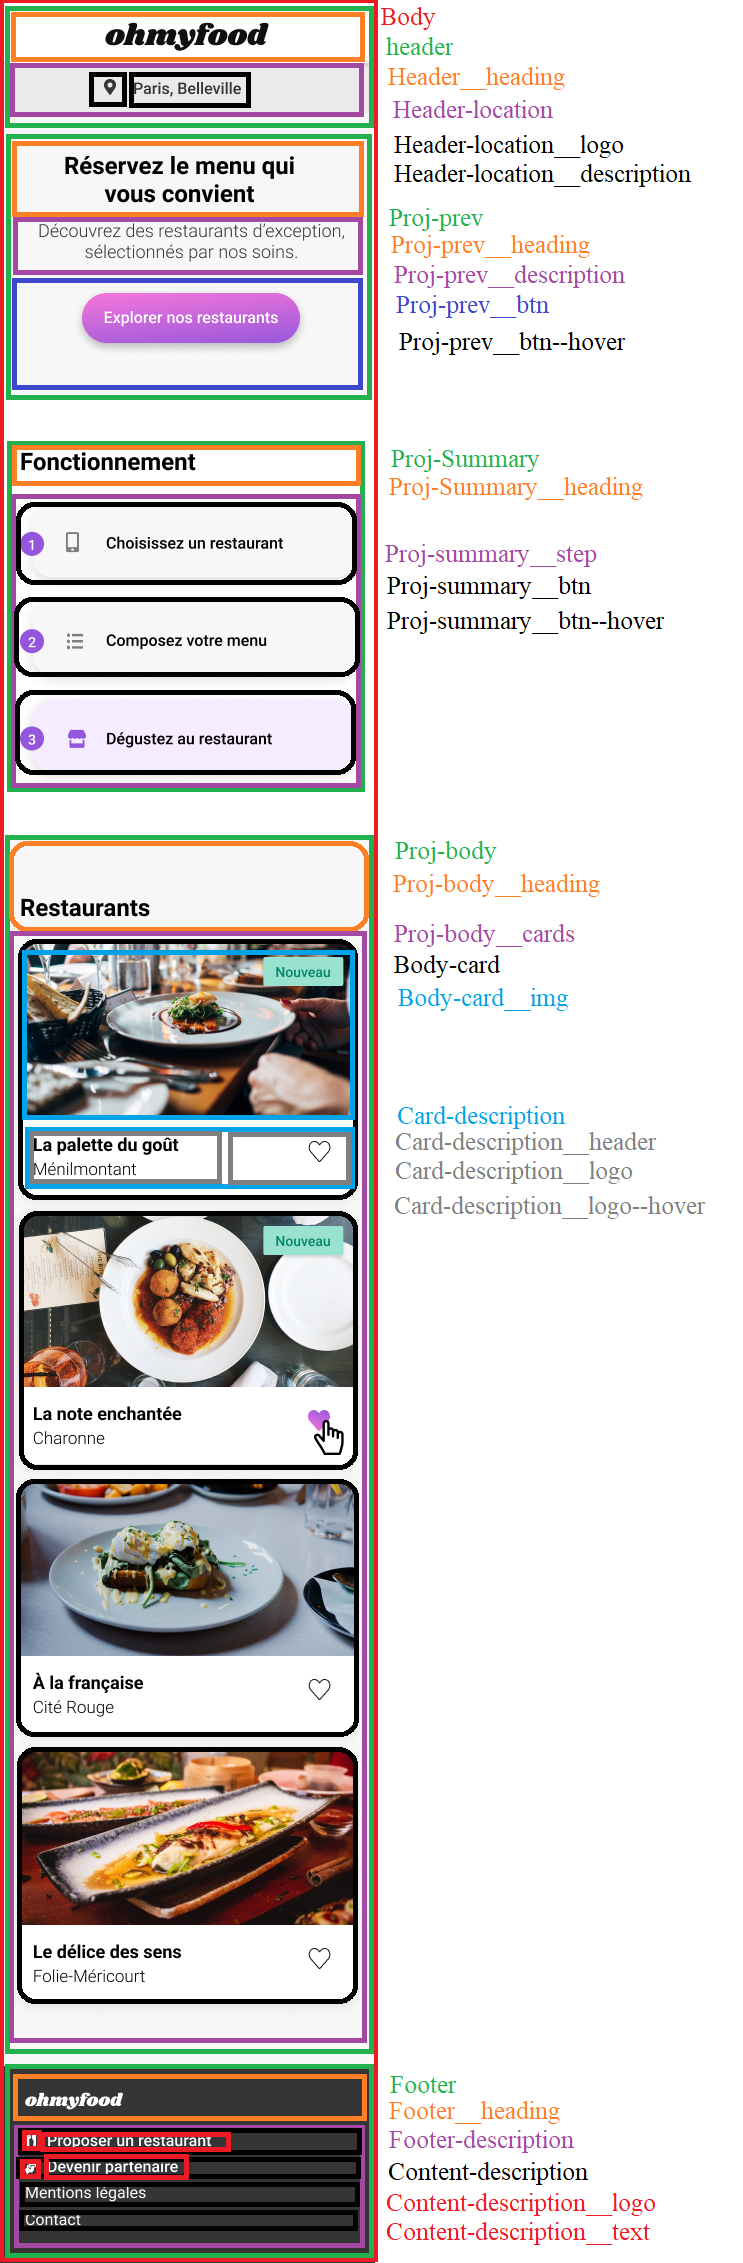 ohmyfood
Paris, Belleville
Réservez le menu qui
vous convient
Découvrez des restaurants d'exception,
sélectionnés par nos soins.
Explorer nos restaurants
Fonctionnement
1 Choisissez un restaurant
2 Composez votre menu
3 Dégustez au restaurant
Restaurants
Nouveau
La palette du goût
Ménilmontant
Nouveau
La note enchantée
Charonne
À la française
Cité Rouge
Le délice des sens
Folie-Méricourt
ohmyfood
Proposer un restaurant
Devenir partenaire
Mentions légales
Contact
Body
header
Header__heading
Header-location
Header-location__logo
Header-location__description
Proj-prev
Proj-prev__heading
Proj-prev__description
Proj-prev__btn
Proj-prev__btn--hover
Proj-Summary
Proj-Summary__heading
Proj-summary__step
Proj-summary__btn
Proj-summary__btn--hover
Proj-body
Proj-body__heading
Proj-body__cards
Body-card
Body-card__img
Card-description
Card-description__header
Card-description__logo
Card-description__logo--hover
Footer
Footer__heading
Footer-description
Content-description
Content-description__logo
Content-description__text